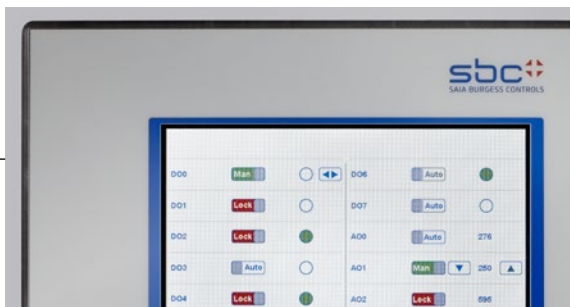 sbc
SAIA BURGESS CONTROLS
DO0 Man DO6 Auto
DO1 Lock DO7 Auto
DO2 Lock AO0 Auto 276
DO3 Auto AO1 Man 250
DO4 Lock AO2 Lock 595